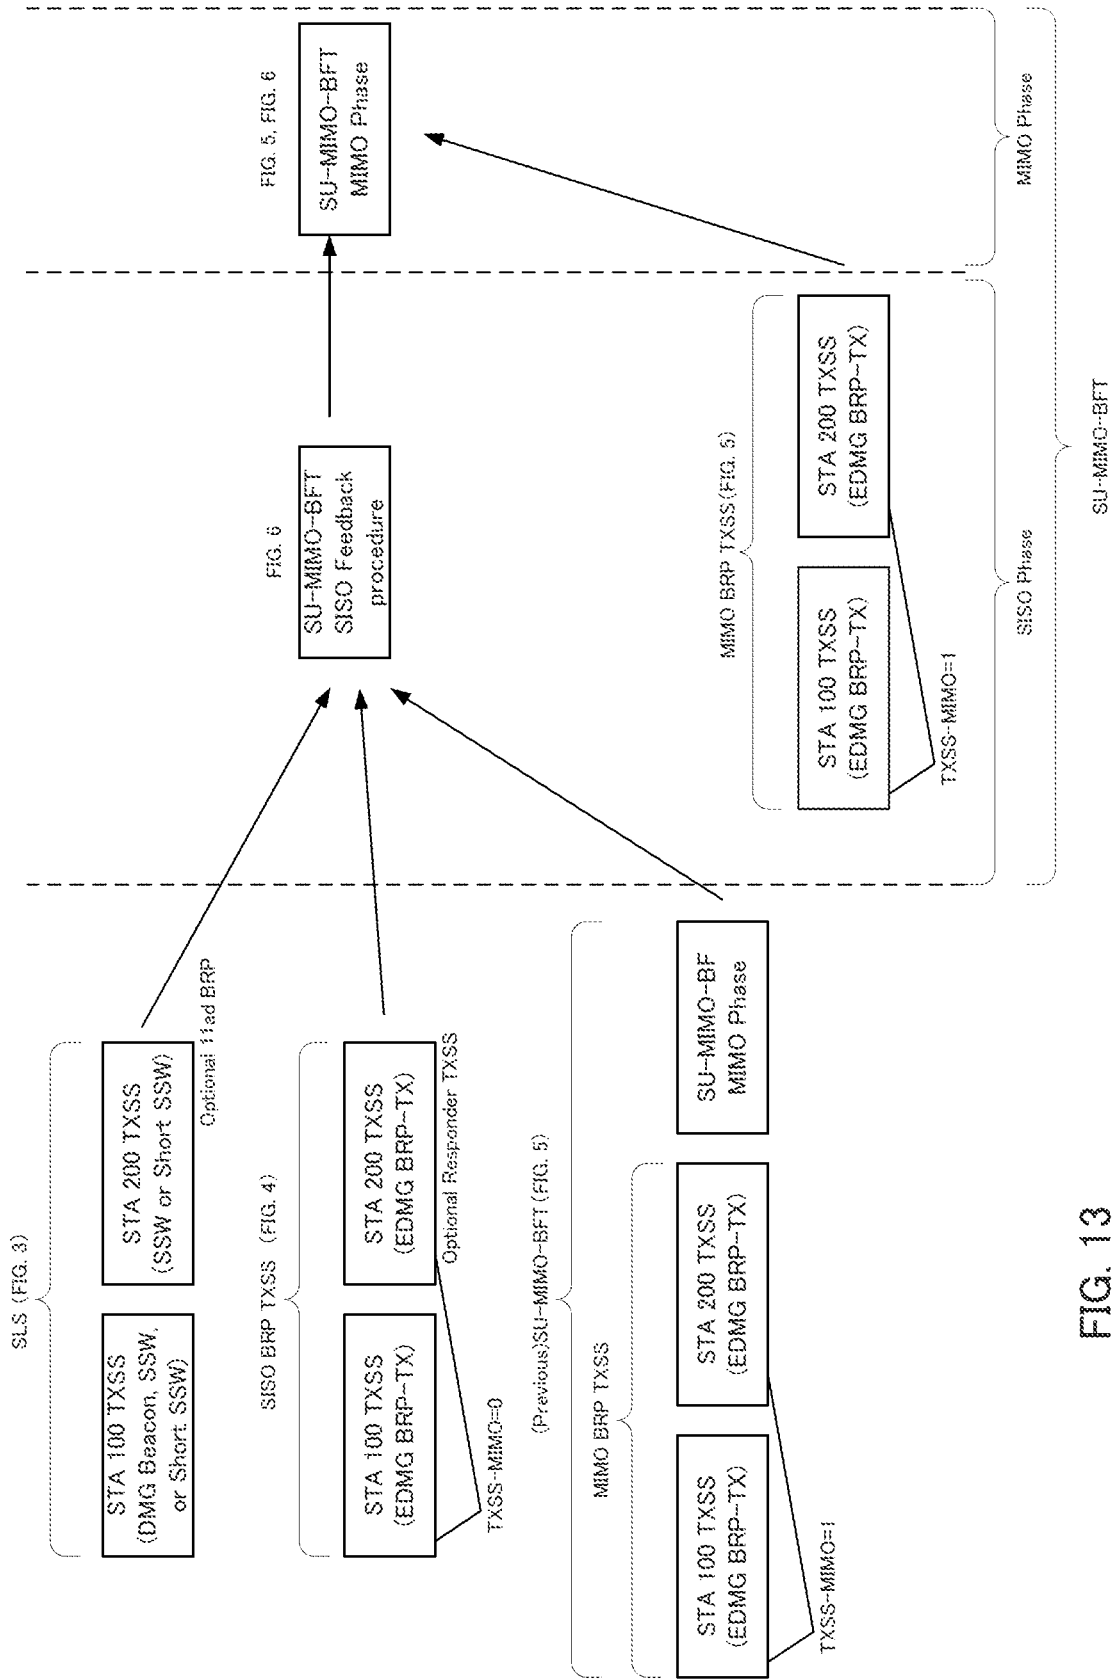 SLS (FIG. 3)
STA 100 TXSS
(DMG Beacon, SSW,
or Short SSW)
STA 200 TXSS
(SSW or Short SSW)
Optional 11ad BRP
SISO BRP TXSS (FIG. 4)
STA 100 TXSS
(EDMG BRP-TX)
STA 200 TXSS
(EDMG BRP-TX)
Optional Responder TXSS
TXSS-MIMO=0
(Previous)SU-MIMO-BFT(FIG. 5)
MIMO BRP TXSS
STA 100 TXSS
(EDMG BRP-TX)
STA 200 TXSS
(EDMG BRP-TX)
SU-MIMO-BF
MIMO Phase
TXSS-MIMO=1
FIG. 6
SU-MIMO-BFT
SISO Feedback
procedure
FIG. 5, FIG. 6
SU-MIMO-BFT
MIMO Phase
MIMO BRP TXSS(FIG. 5)
STA 100 TXSS
(EDMG BRP-TX)
STA 200 TXSS
(EDMG BRP-TX)
TXSS-MIMO=1
SISO Phase
MIMO Phase
SU-MIMO-BFT
FIG. 13